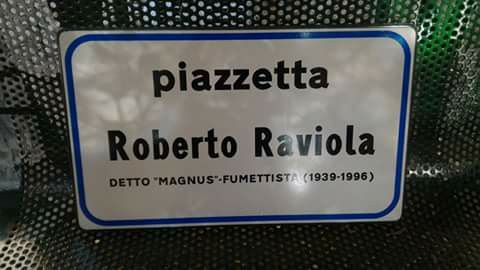 piazzetta
Roberto Raviola
DETTO "MAGNUS"-FUMETTISTA (1939-1996)